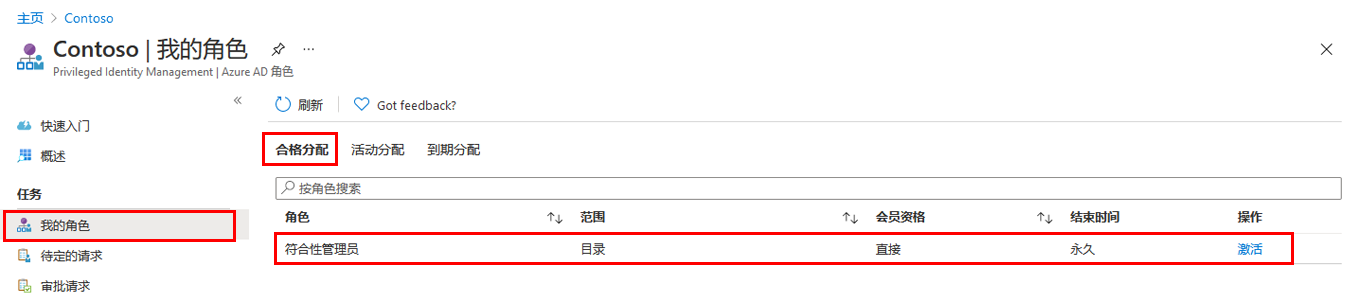 主页 > Contoso
Contoso | 我的角色 ...
Privileged Identity Management | Azure AD 角色
«
刷新 Got feedback?
快速入门
概述
任务
我的角色
待定的请求
审批请求
合格分配 活动分配 到期分配
按角色搜索
角色 范围 会员资格 结束时间 操作
符合性管理员 目录 直接 永久 激活